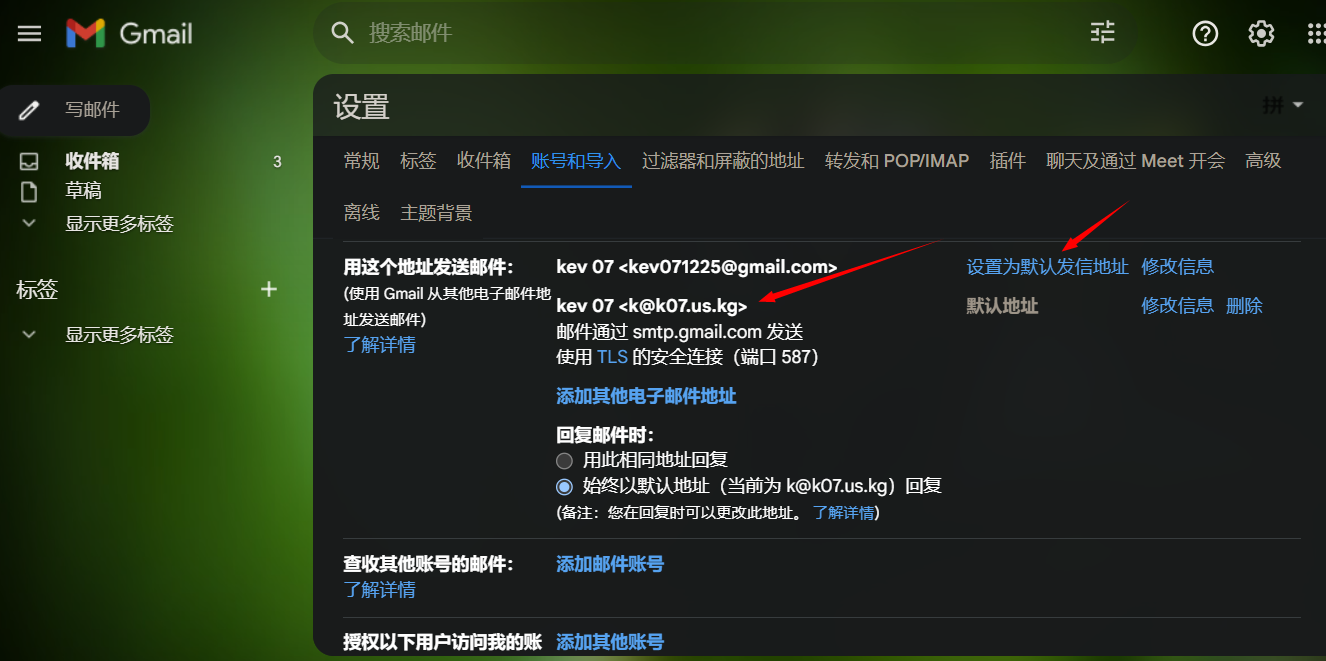 Gmail
搜索邮件
写邮件
收件箱 3
草稿
显示更多标签
标签
显示更多标签
设置
拼
常规 标签 收件箱 账号和导入 过滤器和屏蔽的地址 转发和 POP/IMAP 插件 聊天及通过 Meet 开会 高级
离线 主题背景
用这个地址发送邮件：
(使用 Gmail 从其他电子邮件地
址发送邮件)
了解详情
kev 07 <kev071225@gmail.com> 设置为默认发信地址 修改信息
kev 07 <k@k07.us.kg> 默认地址 修改信息 删除
邮件通过 smtp.gmail.com 发送
使用 TLS 的安全连接（端口 587）
添加其他电子邮件地址
回复邮件时：
用此相同地址回复
始终以默认地址（当前为 k@k07.us.kg）回复
(备注：您在回复时可以更改此地址。 了解详情)
查收其他账号的邮件： 添加邮件账号
了解详情
授权以下用户访问我的账 添加其他账号